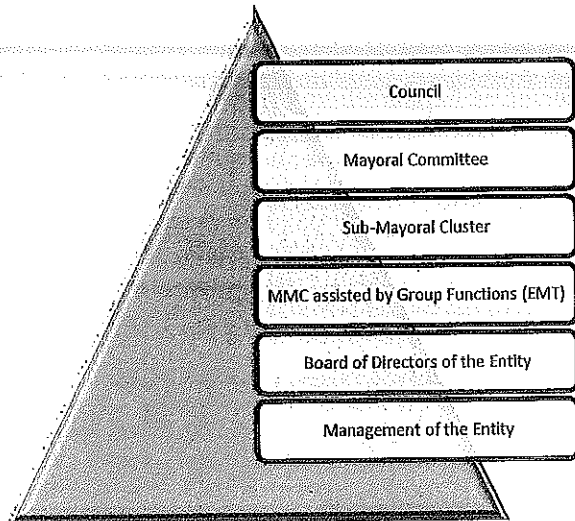 Council
Mayoral Committee
Sub-Mayoral Cluster
MMC assisted by Group Functions (EMT)
Board of Directors of the Entity
Management of the Entity